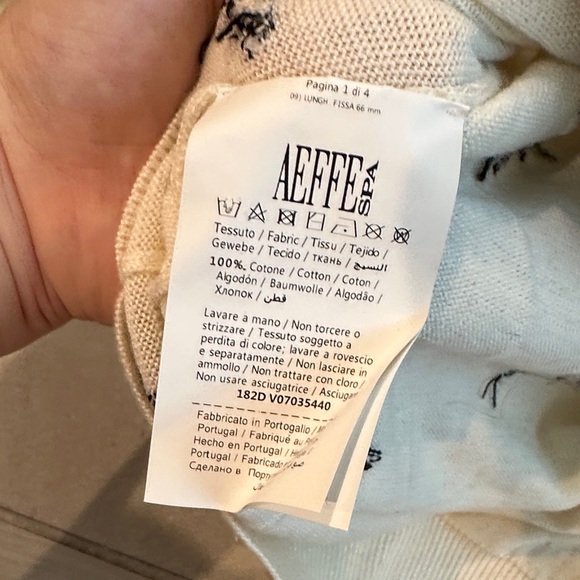 Pagina 1 di 4
09) LUNGH. FISSA 66 mm
AEFFE SPA
Tessuto / Fabric / Tissu / Tejido /
Gewebe / Tecido / ткань / النسيج
100%. Cotone / Cotton / Coton /
Algodón / Baumwolle / Algodão /
Хлопок / قطن
Lavare a mano / Non torcere o
strizzare / Tessuto soggetto a
perdita di colore; lavare a rovescio
e separatamente / Non lasciare in
ammollo / Non trattare con cloro /
Non usare asciugatrice /
182D V07035440
Fabbricato in Portogallo /
Portugal / Fabriqué au
Hecho en Portugal /
Portugal / Fabricado
Сделано в